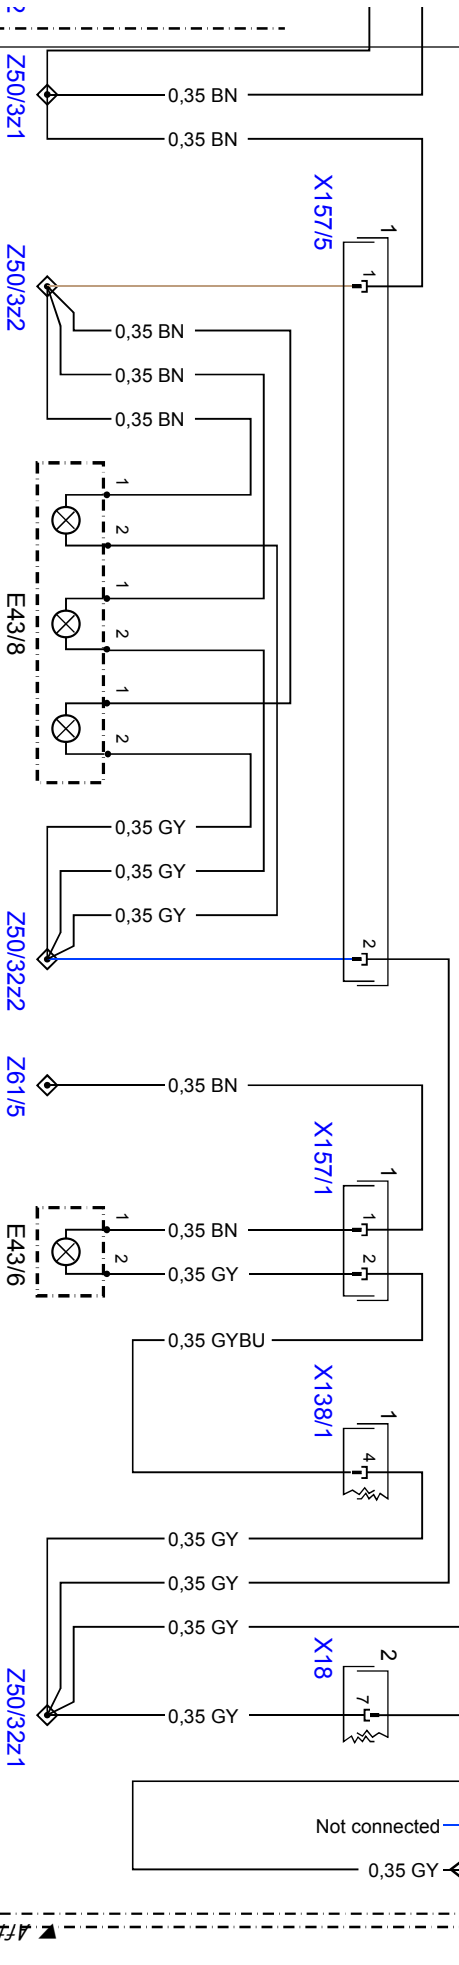 Z50/3z1
0,35 BN
0,35 BN
X157/5
1
1
Z50/3z2
0,35 BN
0,35 BN
0,35 BN
1
2
1
2
1
2
E43/8
0,35 GY
0,35 GY
0,35 GY
Z50/32z2
2
Z61/5
0,35 BN
X157/1
1
1
2
0,35 BN
0,35 GY
1
2
E43/6
0,35 GYBU
X138/1
1
4
0,35 GY
0,35 GY
0,35 GY
X18
2
7
0,35 GY
Z50/32z1
Not connected
0,35 GY